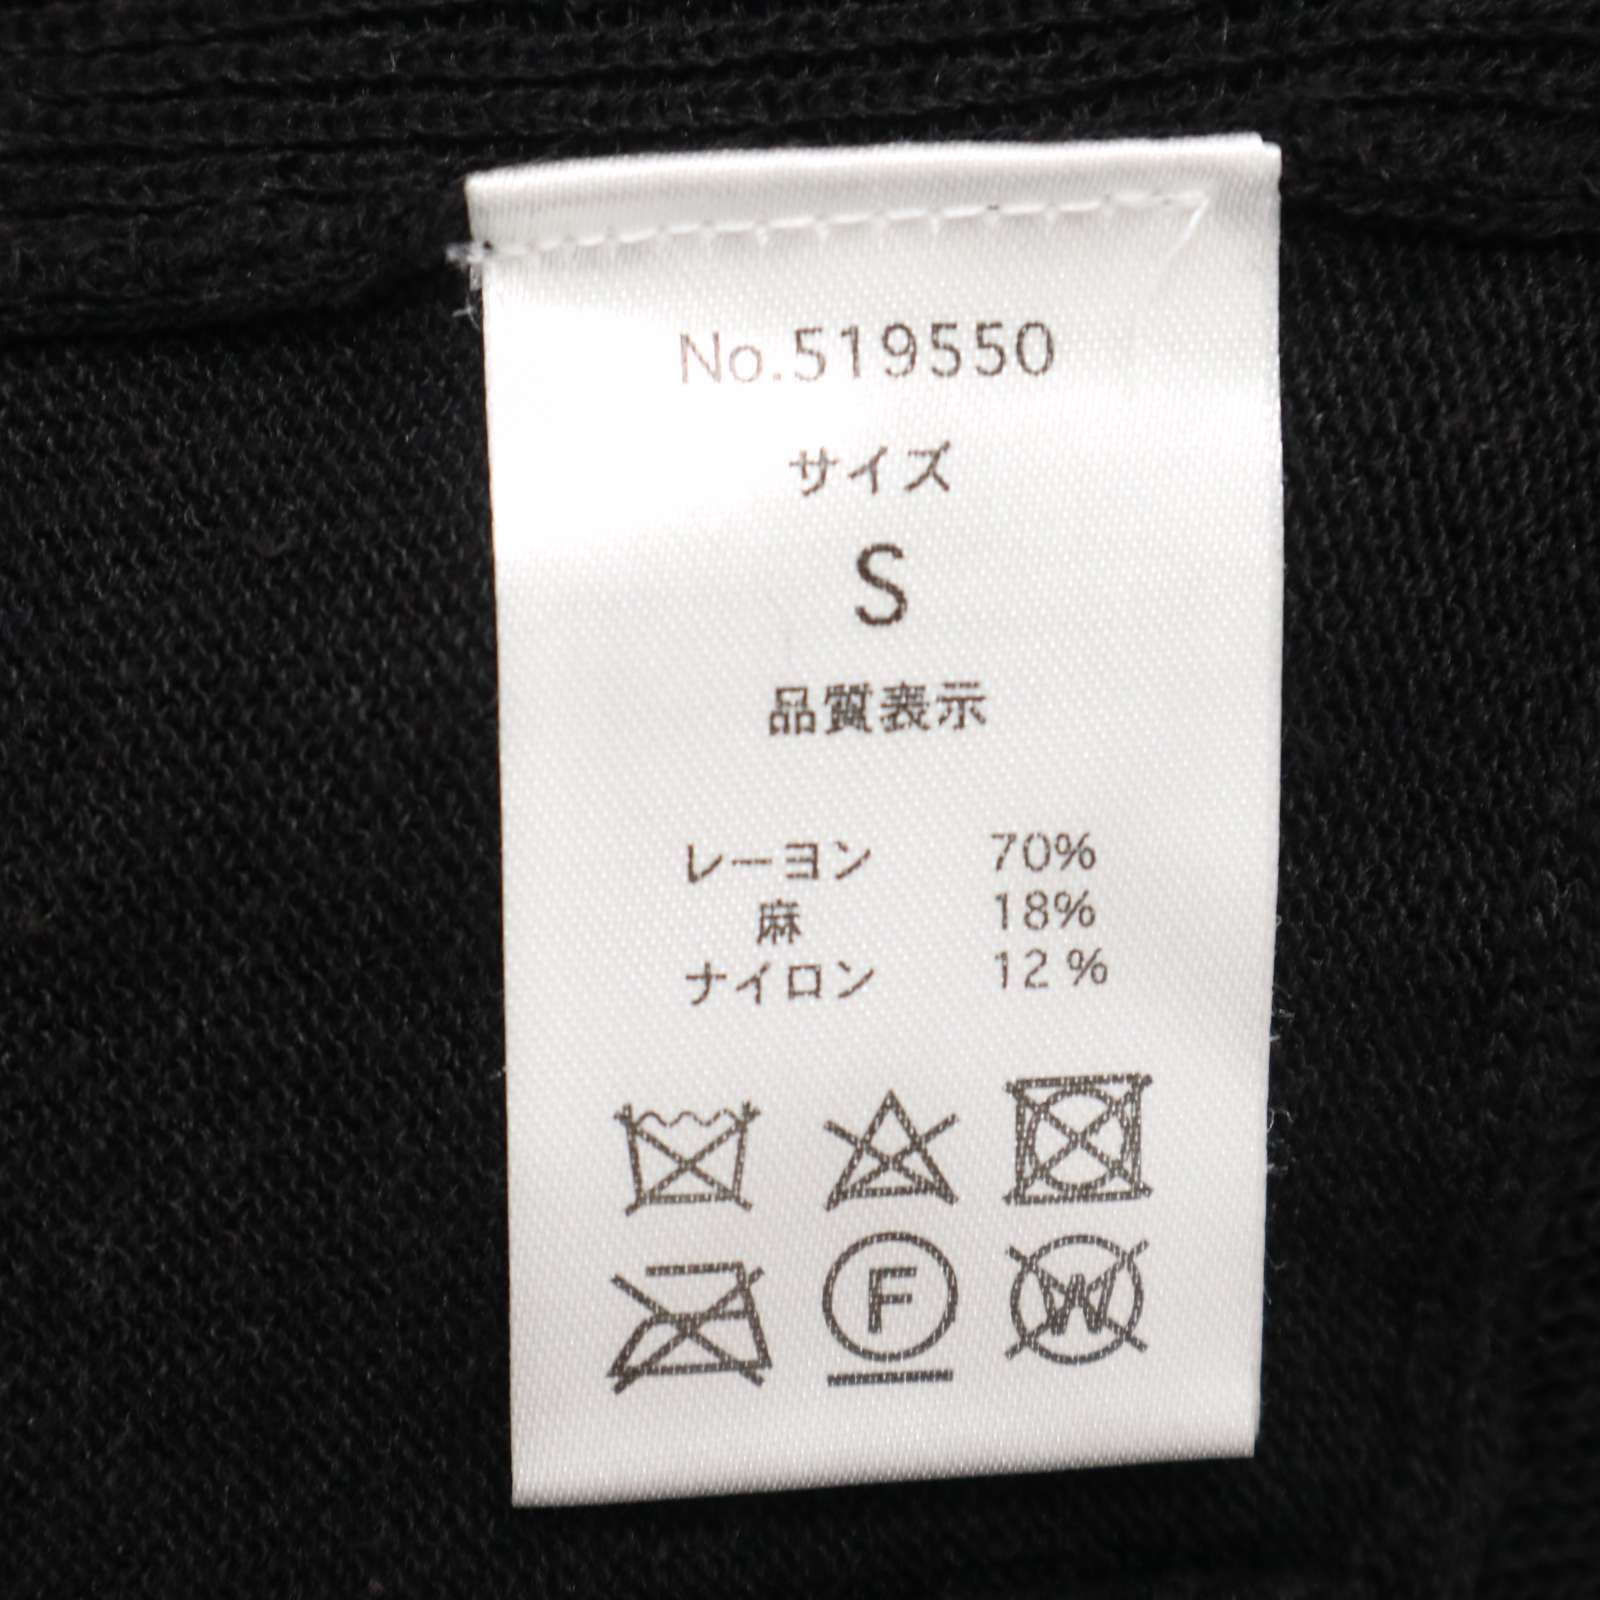 No.519550
サイズ
S
品質表示
レーヨン 70%
麻 18%
ナイロン 12%
F W